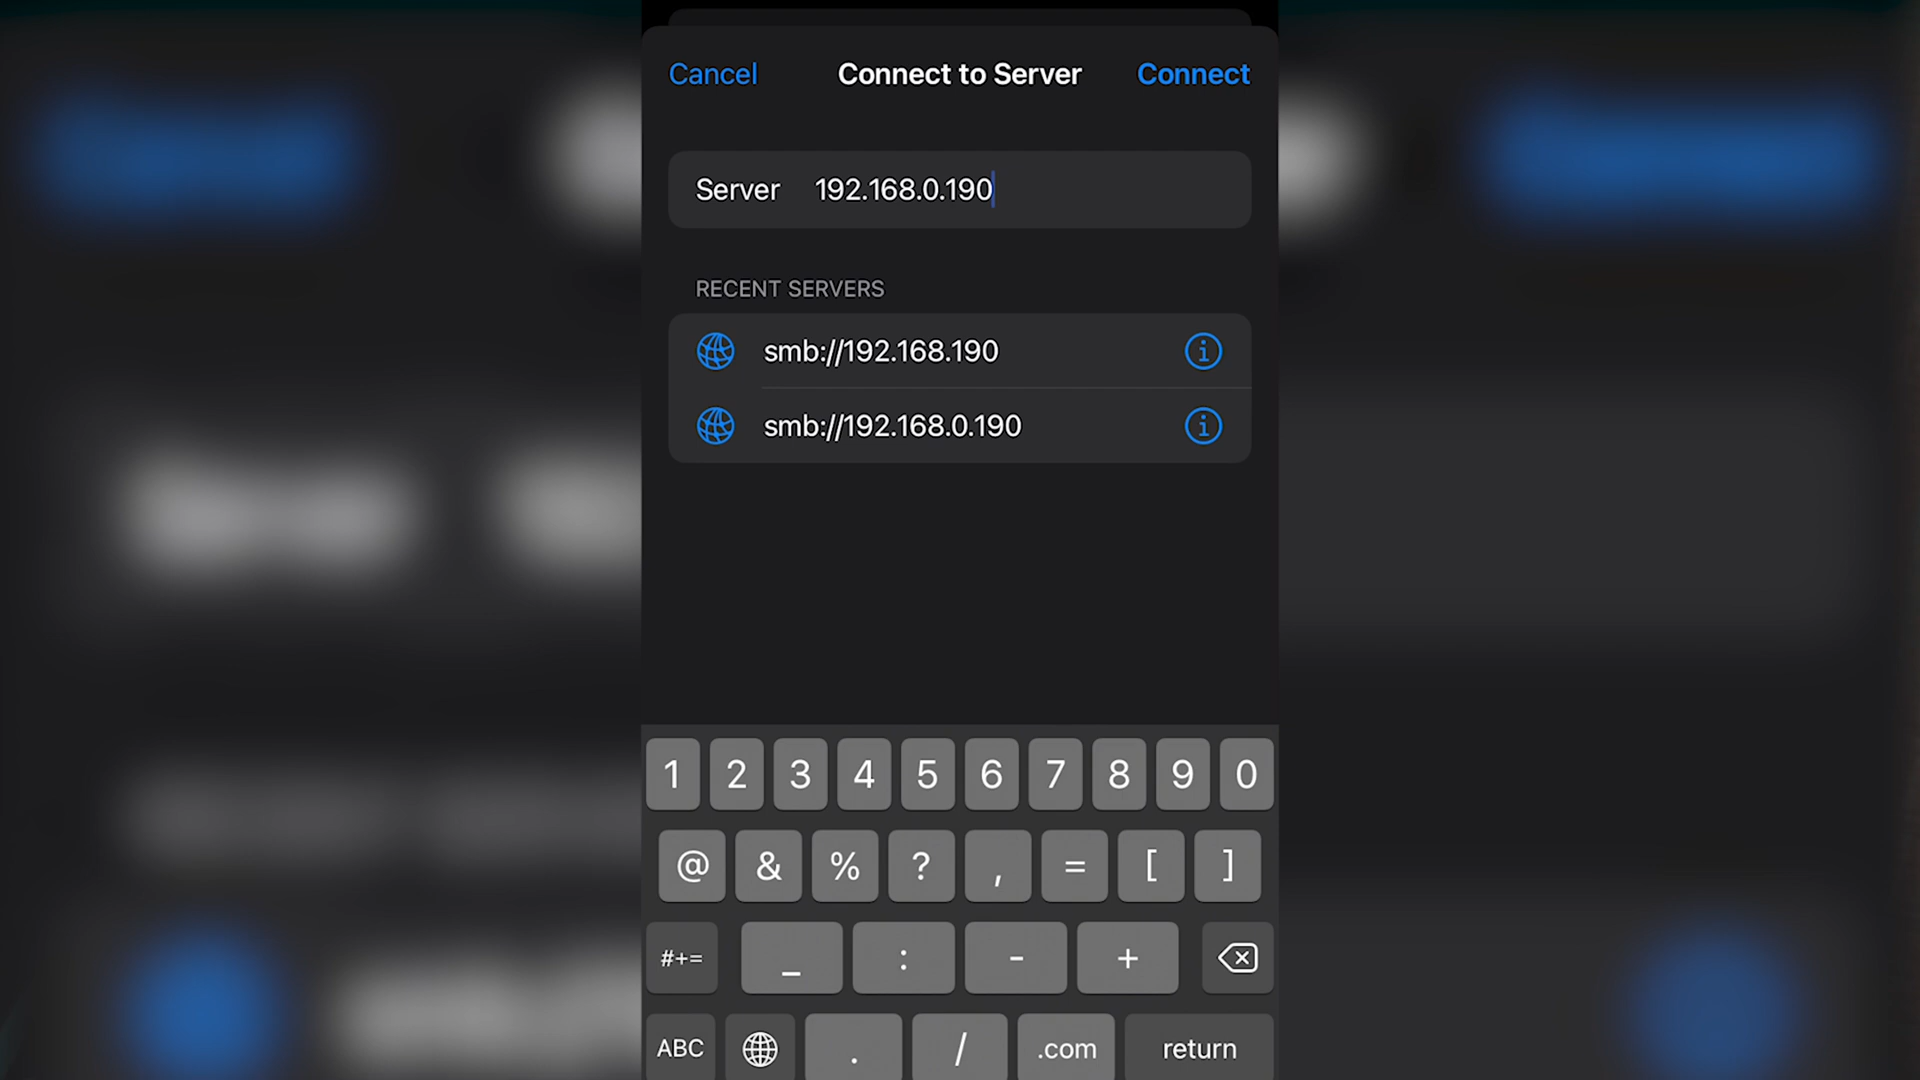 Cancel Connect to Server Connect
Server 192.168.0.190
RECENT SERVERS
smb://192.168.190
smb://192.168.0.190
1 2 3 4 5 6 7 8 9 0
@ & % ? , = [ ]
#+= _ : - +
ABC . / .com return